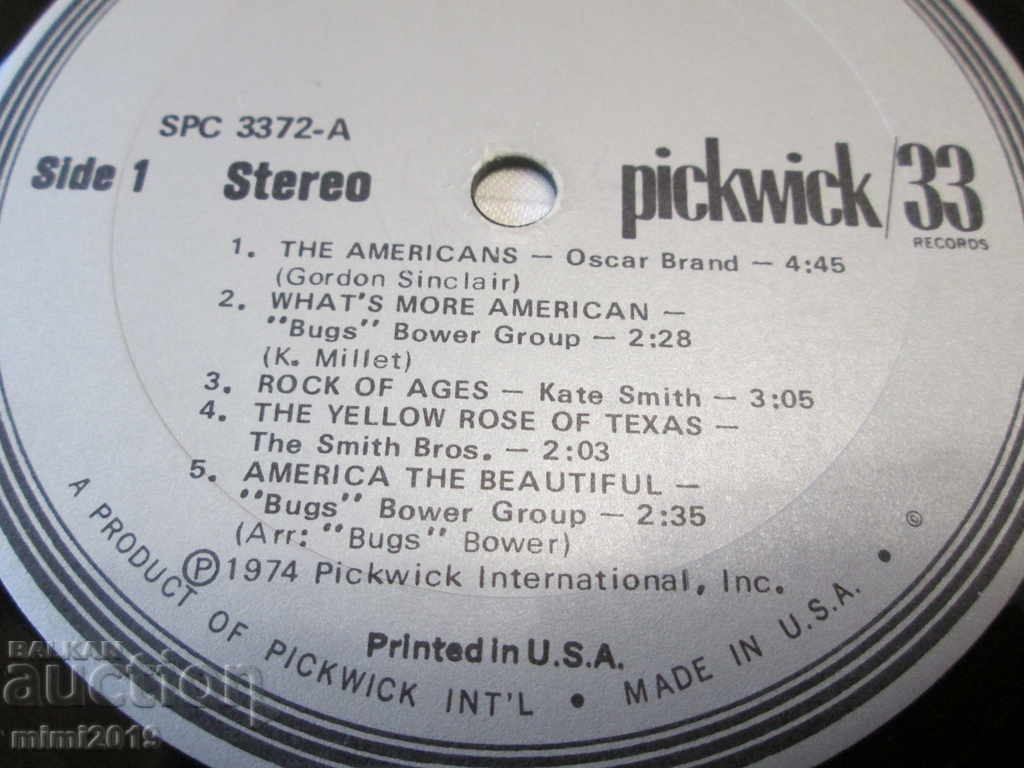 SPC 3372-A
Side 1
Stereo
pickwick/33
RECORDS
1. THE AMERICANS — Oscar Brand — 4:45
(Gordon Sinclair)
2. WHAT'S MORE AMERICAN —
"Bugs" Bower Group — 2:28
(K. Millet)
3. ROCK OF AGES — Kate Smith — 3:05
4. THE YELLOW ROSE OF TEXAS —
The Smith Bros. — 2:03
5. AMERICA THE BEAUTIFUL —
"Bugs" Bower Group — 2:35
(Arr: "Bugs" Bower)
℗ 1974 Pickwick International, Inc.
©
Printed in U.S.A.
A PRODUCT OF PICKWICK INT'L • MADE IN U.S.A. •
BALKAN
auction
mimi2019